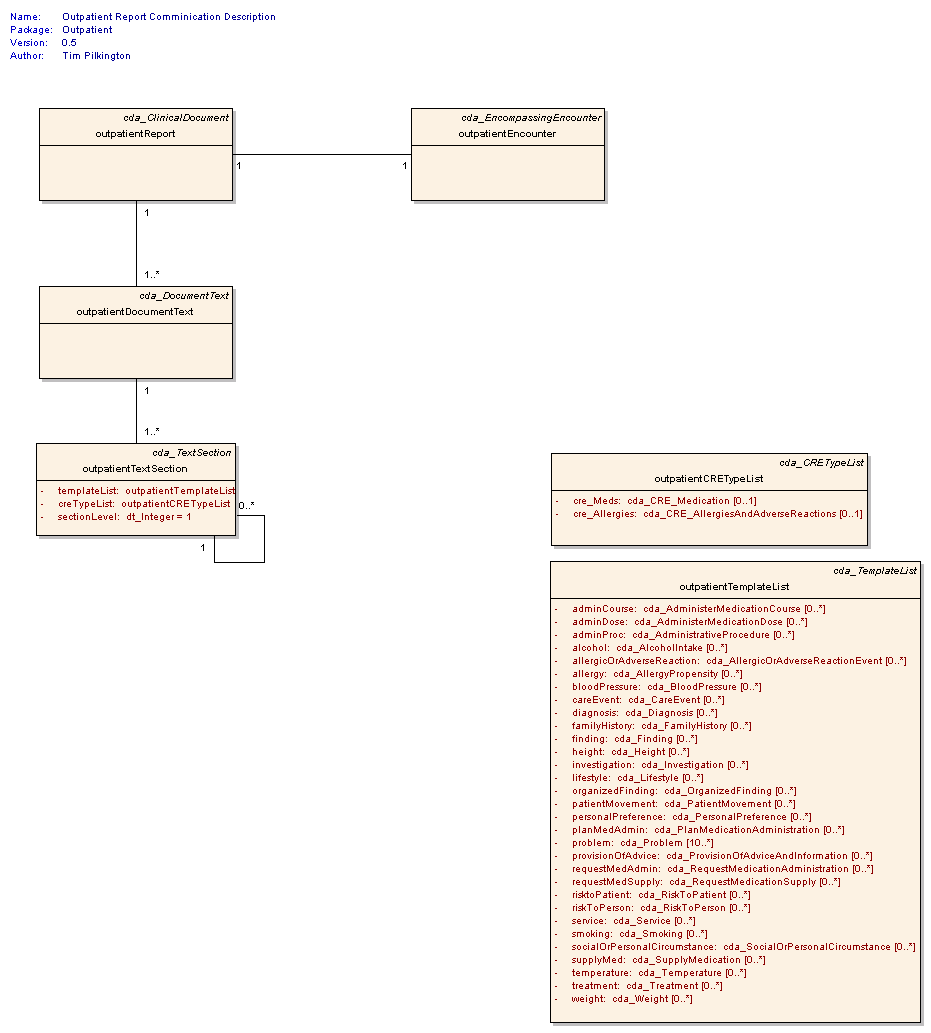 Name: Outpatient Report Comminication Description
Package: Outpatient
Version: 0.5
Author: Tim Pilkington
cda_ClinicalDocument
outpatientReport
cda_EncompassingEncounter
outpatientEncounter
1
1
1
1..*
cda_DocumentText
outpatientDocumentText
1
1..*
cda_TextSection
outpatientTextSection
- templateList: outpatientTemplateList
- creTypeList: outpatientCRETypeList
- sectionLevel: dt_Integer = 1
0..*
1
cda_CRETypeList
outpatientCRETypeList
- cre_Meds: cda_CRE_Medication [0..1]
- cre_Allergies: cda_CRE_AllergiesAndAdverseReactions [0..1]
cda_TemplateList
outpatientTemplateList
- adminCourse: cda_AdministerMedicationCourse [0..*]
- adminDose: cda_AdministerMedicationDose [0..*]
- adminProc: cda_AdministrativeProcedure [0..*]
- alcohol: cda_AlcoholIntake [0..*]
- allergicOrAdverseReaction: cda_AllergicOrAdverseReactionEvent [0..*]
- allergy: cda_AllergyPropensity [0..*]
- bloodPressure: cda_BloodPressure [0..*]
- careEvent: cda_CareEvent [0..*]
- diagnosis: cda_Diagnosis [0..*]
- familyHistory: cda_FamilyHistory [0..*]
- finding: cda_Finding [0..*]
- height: cda_Height [0..*]
- investigation: cda_Investigation [0..*]
- lifestyle: cda_Lifestyle [0..*]
- organizedFinding: cda_OrganizedFinding [0..*]
- patientMovement: cda_PatientMovement [0..*]
- personalPreference: cda_PersonalPreference [0..*]
- planMedAdmin: cda_PlanMedicationAdministration [0..*]
- problem: cda_Problem [10..*]
- provisionOfAdvice: cda_ProvisionOfAdviceAndInformation [0..*]
- requestMedAdmin: cda_RequestMedicationAdministration [0..*]
- requestMedSupply: cda_RequestMedicationSupply [0..*]
- risktoPatient: cda_RiskToPatient [0..*]
- riskToPerson: cda_RiskToPerson [0..*]
- service: cda_Service [0..*]
- smoking: cda_Smoking [0..*]
- socialOrPersonalCircumstance: cda_SocialOrPersonalCircumstance [0..*]
- supplyMed: cda_SupplyMedication [0..*]
- temperature: cda_Temperature [0..*]
- treatment: cda_Treatment [0..*]
- weight: cda_Weight [0..*]